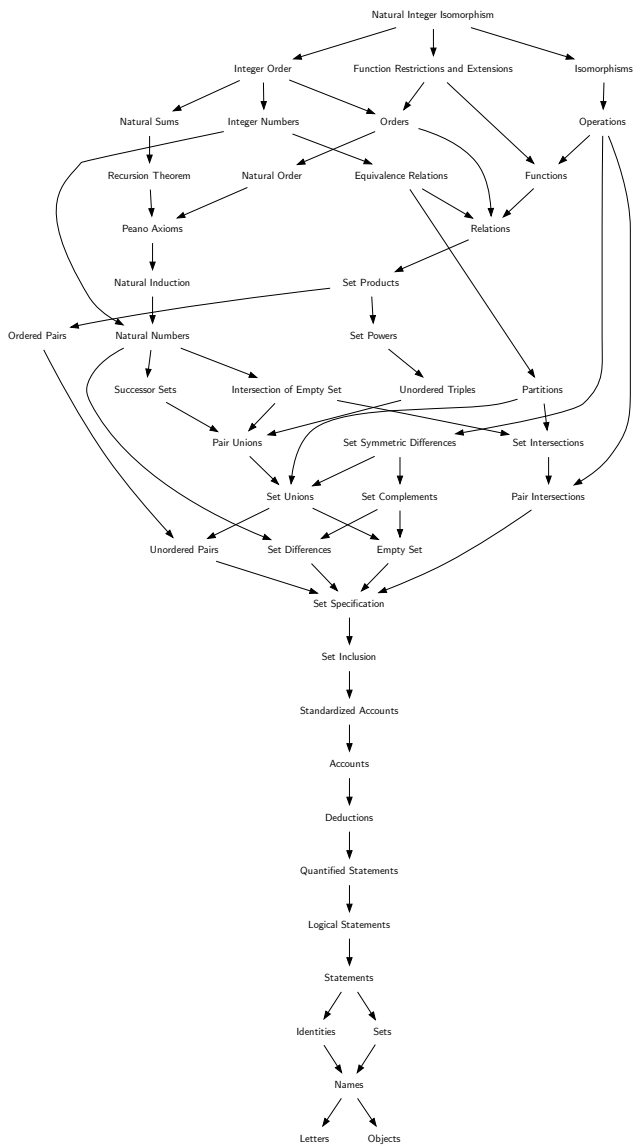 Natural Integer Isomorphism
Integer Order
Function Restrictions and Extensions
Isomorphisms
Natural Sums
Integer Numbers
Orders
Operations
Recursion Theorem
Natural Order
Equivalence Relations
Functions
Peano Axioms
Relations
Natural Induction
Set Products
Ordered Pairs
Natural Numbers
Set Powers
Successor Sets
Intersection of Empty Set
Unordered Triples
Partitions
Pair Unions
Set Symmetric Differences
Set Intersections
Set Unions
Set Complements
Pair Intersections
Unordered Pairs
Set Differences
Empty Set
Set Specification
Set Inclusion
Standardized Accounts
Accounts
Deductions
Quantified Statements
Logical Statements
Statements
Identities
Sets
Names
Letters
Objects